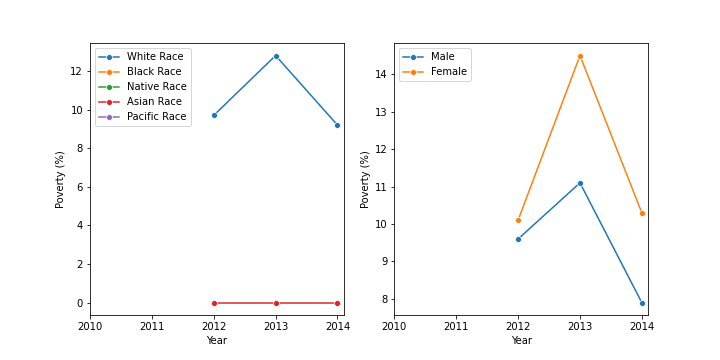 White Race
Black Race
Native Race
Asian Race
Pacific Race
12
10
8
6
4
2
0
Poverty (%)
2010 2011 2012 2013 2014
Year
Male
Female
14
13
12
11
10
9
8
Poverty (%)
2010 2011 2012 2013 2014
Year